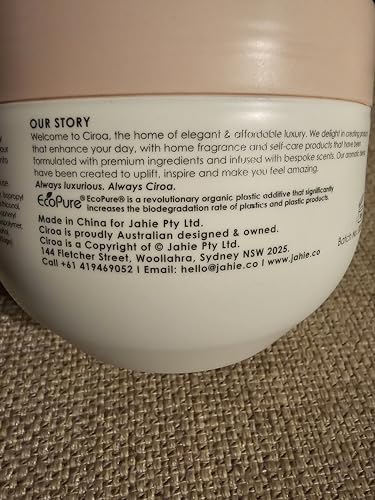 OUR STORY
Welcome to Ciroa, the home of elegant & affordable luxury. We delight in creating
that enhance your day, with home fragrance and self-care products that have been
formulated with premium ingredients and infused with bespoke scents. Our aromatic
have been created to uplift, inspire and make you feel amazing.
Always luxurious. Always Ciroa.
EcoPure® EcoPure® is a revolutionary organic plastic additive that significantly
increases the biodegradation rate of plastics and plastic products.
Made in China for Jahie Pty Ltd.
Ciroa is proudly Australian designed & owned.
Ciroa is a Copyright of © Jahie Pty Ltd.
144 Fletcher Street, Woollahra, Sydney NSW 2025.
Call +61 419469052 I Email: hello@jahie.co I www.jahie.co
Batch No